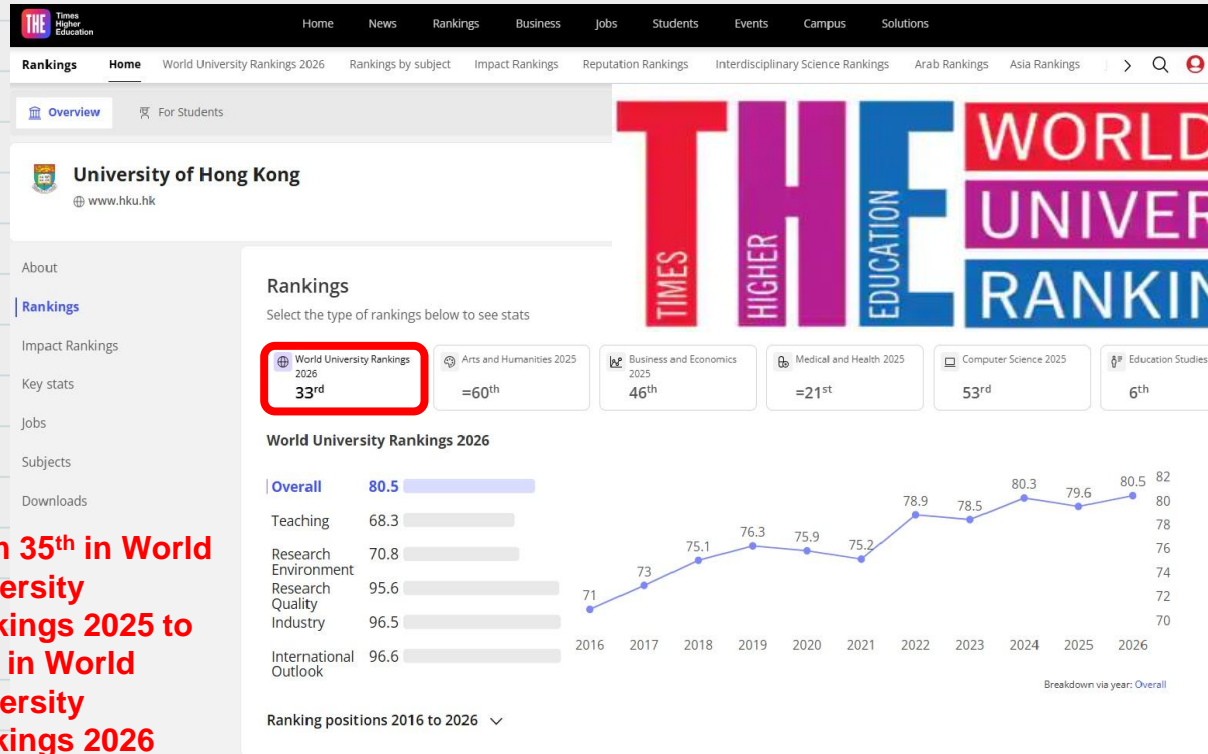 THE Times Higher Education
Home News Rankings Business Jobs Students Events Campus Solutions
Rankings Home World University Rankings 2026 Rankings by subject Impact Rankings Reputation Rankings Interdisciplinary Science Rankings Arab Rankings Asia Rankings
Overview For Students
University of Hong Kong
www.hku.hk
TIMES HIGHER EDUCATION
WORLD
UNIVER
RANKIN
About
Rankings
Impact Rankings
Key stats
Jobs
Subjects
Downloads
Rankings
Select the type of rankings below to see stats
World University Rankings 2026
33rd
Arts and Humanities 2025
=60th
Business and Economics 2025
46th
Medical and Health 2025
=21st
Computer Science 2025
53rd
Education Studies
6th
World University Rankings 2026
Overall 80.5
Teaching 68.3
Research Environment 70.8
Research Quality 95.6
Industry 96.5
International Outlook 96.6
71 73 75.1 76.3 75.9 75.2 78.9 78.5 80.3 79.6 80.5
82
80
78
76
74
72
70
2016 2017 2018 2019 2020 2021 2022 2023 2024 2025 2026
Breakdown via year: Overall
Ranking positions 2016 to 2026
35th in World
ersity
kings 2025 to
in World
ersity
kings 2026